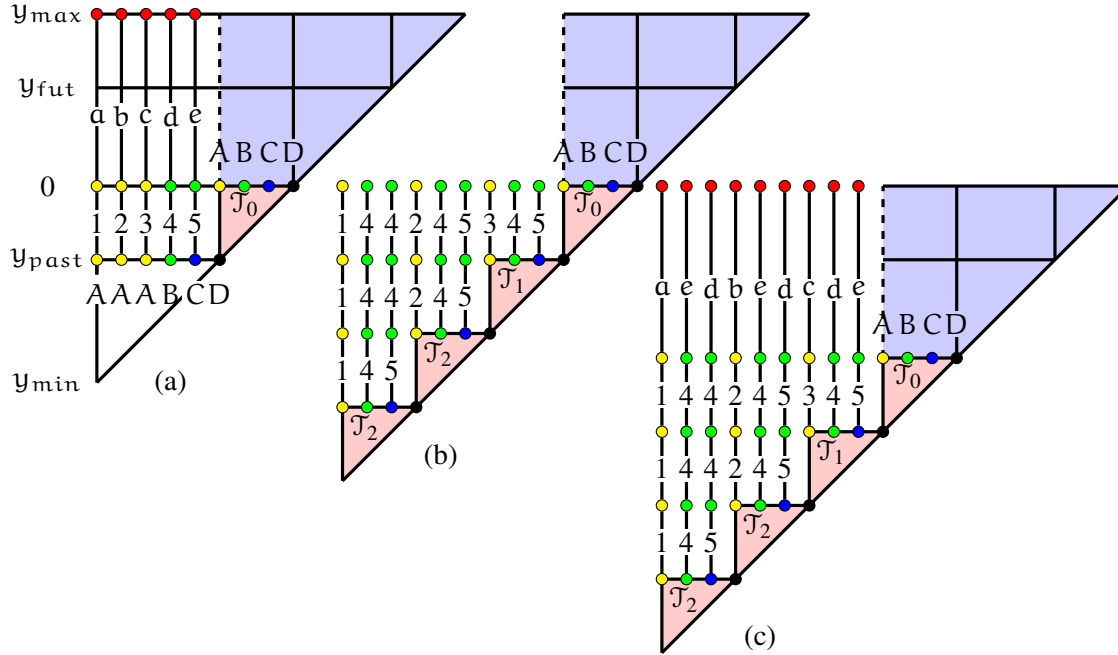 y_max
y_fut
a b c d e
A B C D
A B C D
0
𝒯_0
𝒯_0
1 2 3 4 5
1 4 4 2 4 5 3 4 5
y_past
A A A B C D
𝒯_1
a e d b e d c d e
1 4 4 2 4 5
A B C D
y_min
(a)
𝒯_2
𝒯_0
1 4 5
1 4 4 2 4 5 3 4 5
𝒯_2
𝒯_1
(b)
1 4 4 2 4 5
𝒯_2
1 4 5
𝒯_2
(c)